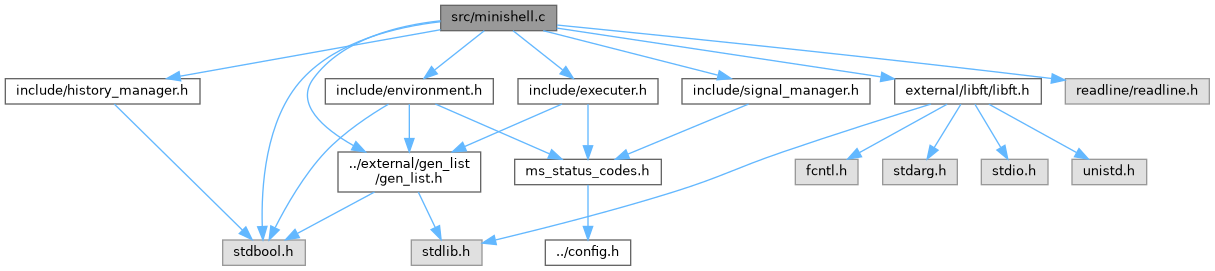 src/minishell.c
include/history_manager.h
include/environment.h
include/executer.h
include/signal_manager.h
external/libft/libft.h
readline/readline.h
../external/gen_list
/gen_list.h
ms_status_codes.h
fcntl.h
stdarg.h
stdio.h
unistd.h
stdbool.h
stdlib.h
../config.h